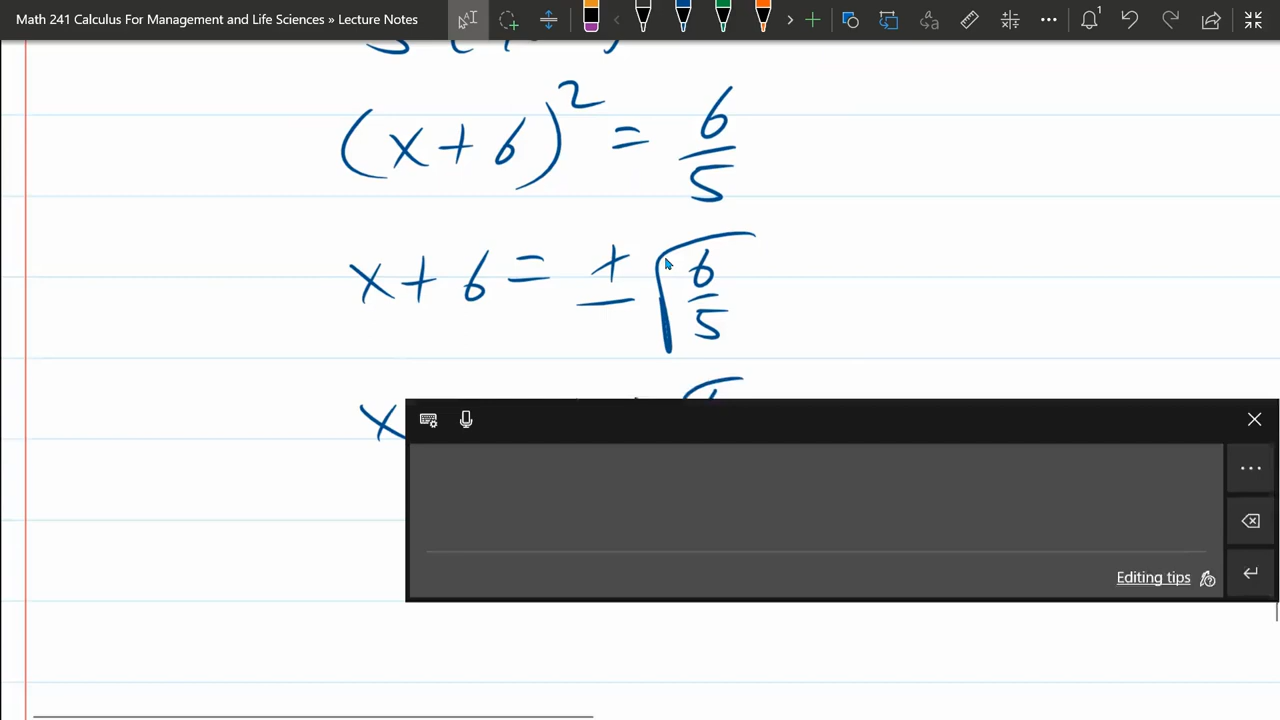 Math 241 Calculus For Management and Life Sciences » Lecture Notes
(x+6)² = 6/5
x+6 = ± √(6/5)
x
Editing tips